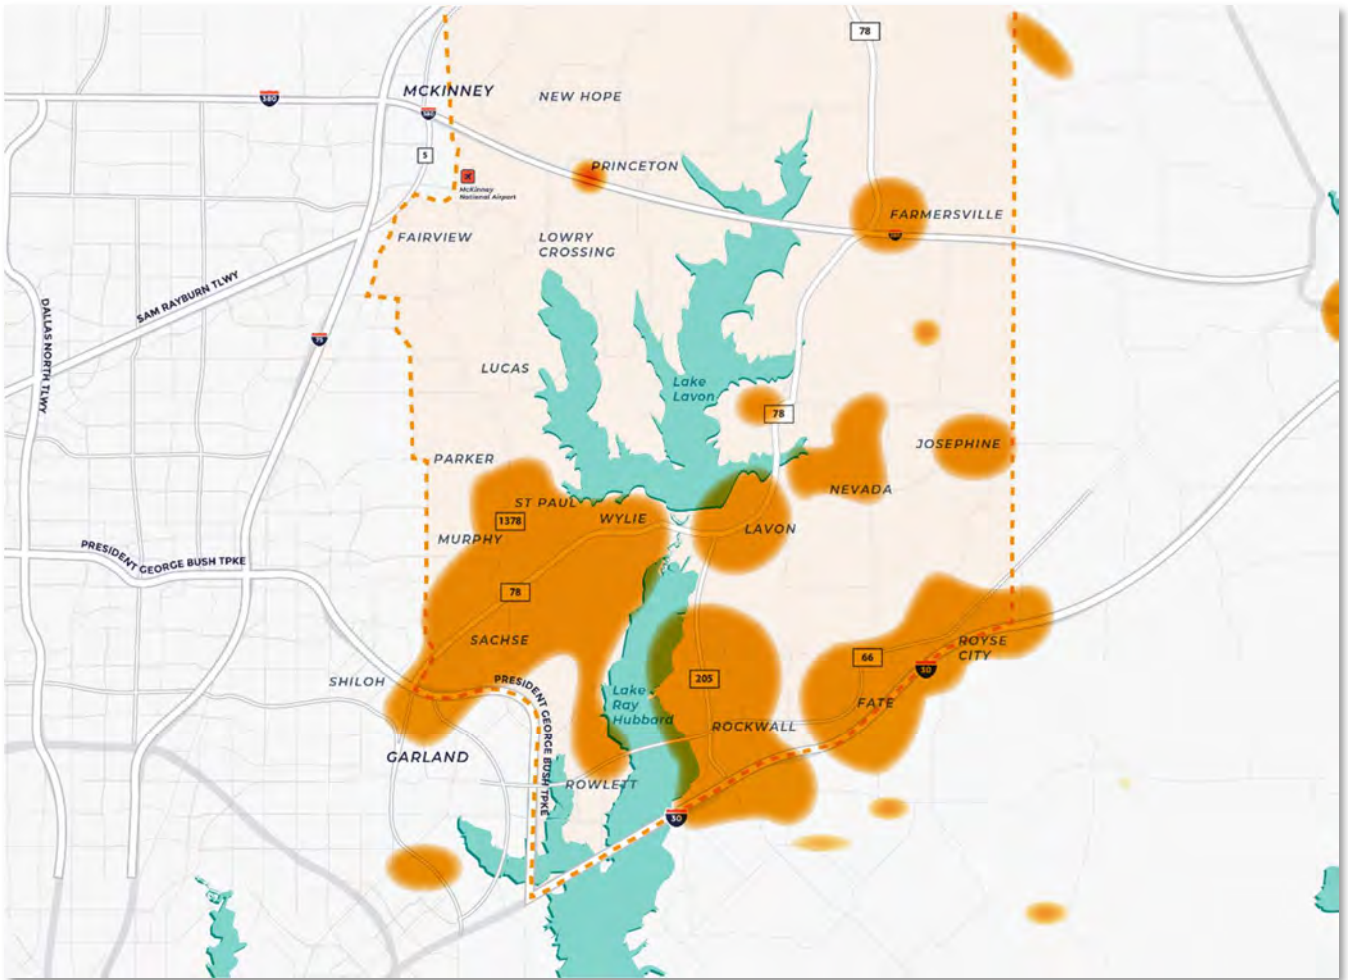 78
380
MCKINNEY
NEW HOPE
380
5
PRINCETON
McKinney
National Airport
FARMERSVILLE
FAIRVIEW
LOWRY
CROSSING
SAM RAYBURN TLWY
DALLAS NORTH TLWY
75
LUCAS
Lake
Lavon
78
JOSEPHINE
PARKER
NEVADA
ST PAUL
1378
WYLIE
LAVON
MURPHY
PRESIDENT GEORGE BUSH TPKE
78
SACHSE
ROYSE
CITY
66
30
SHILOH
PRESIDENT GEORGE BUSH TPKE
205
Lake
Ray
Hubbard
FATE
ROCKWALL
GARLAND
ROWLETT
30